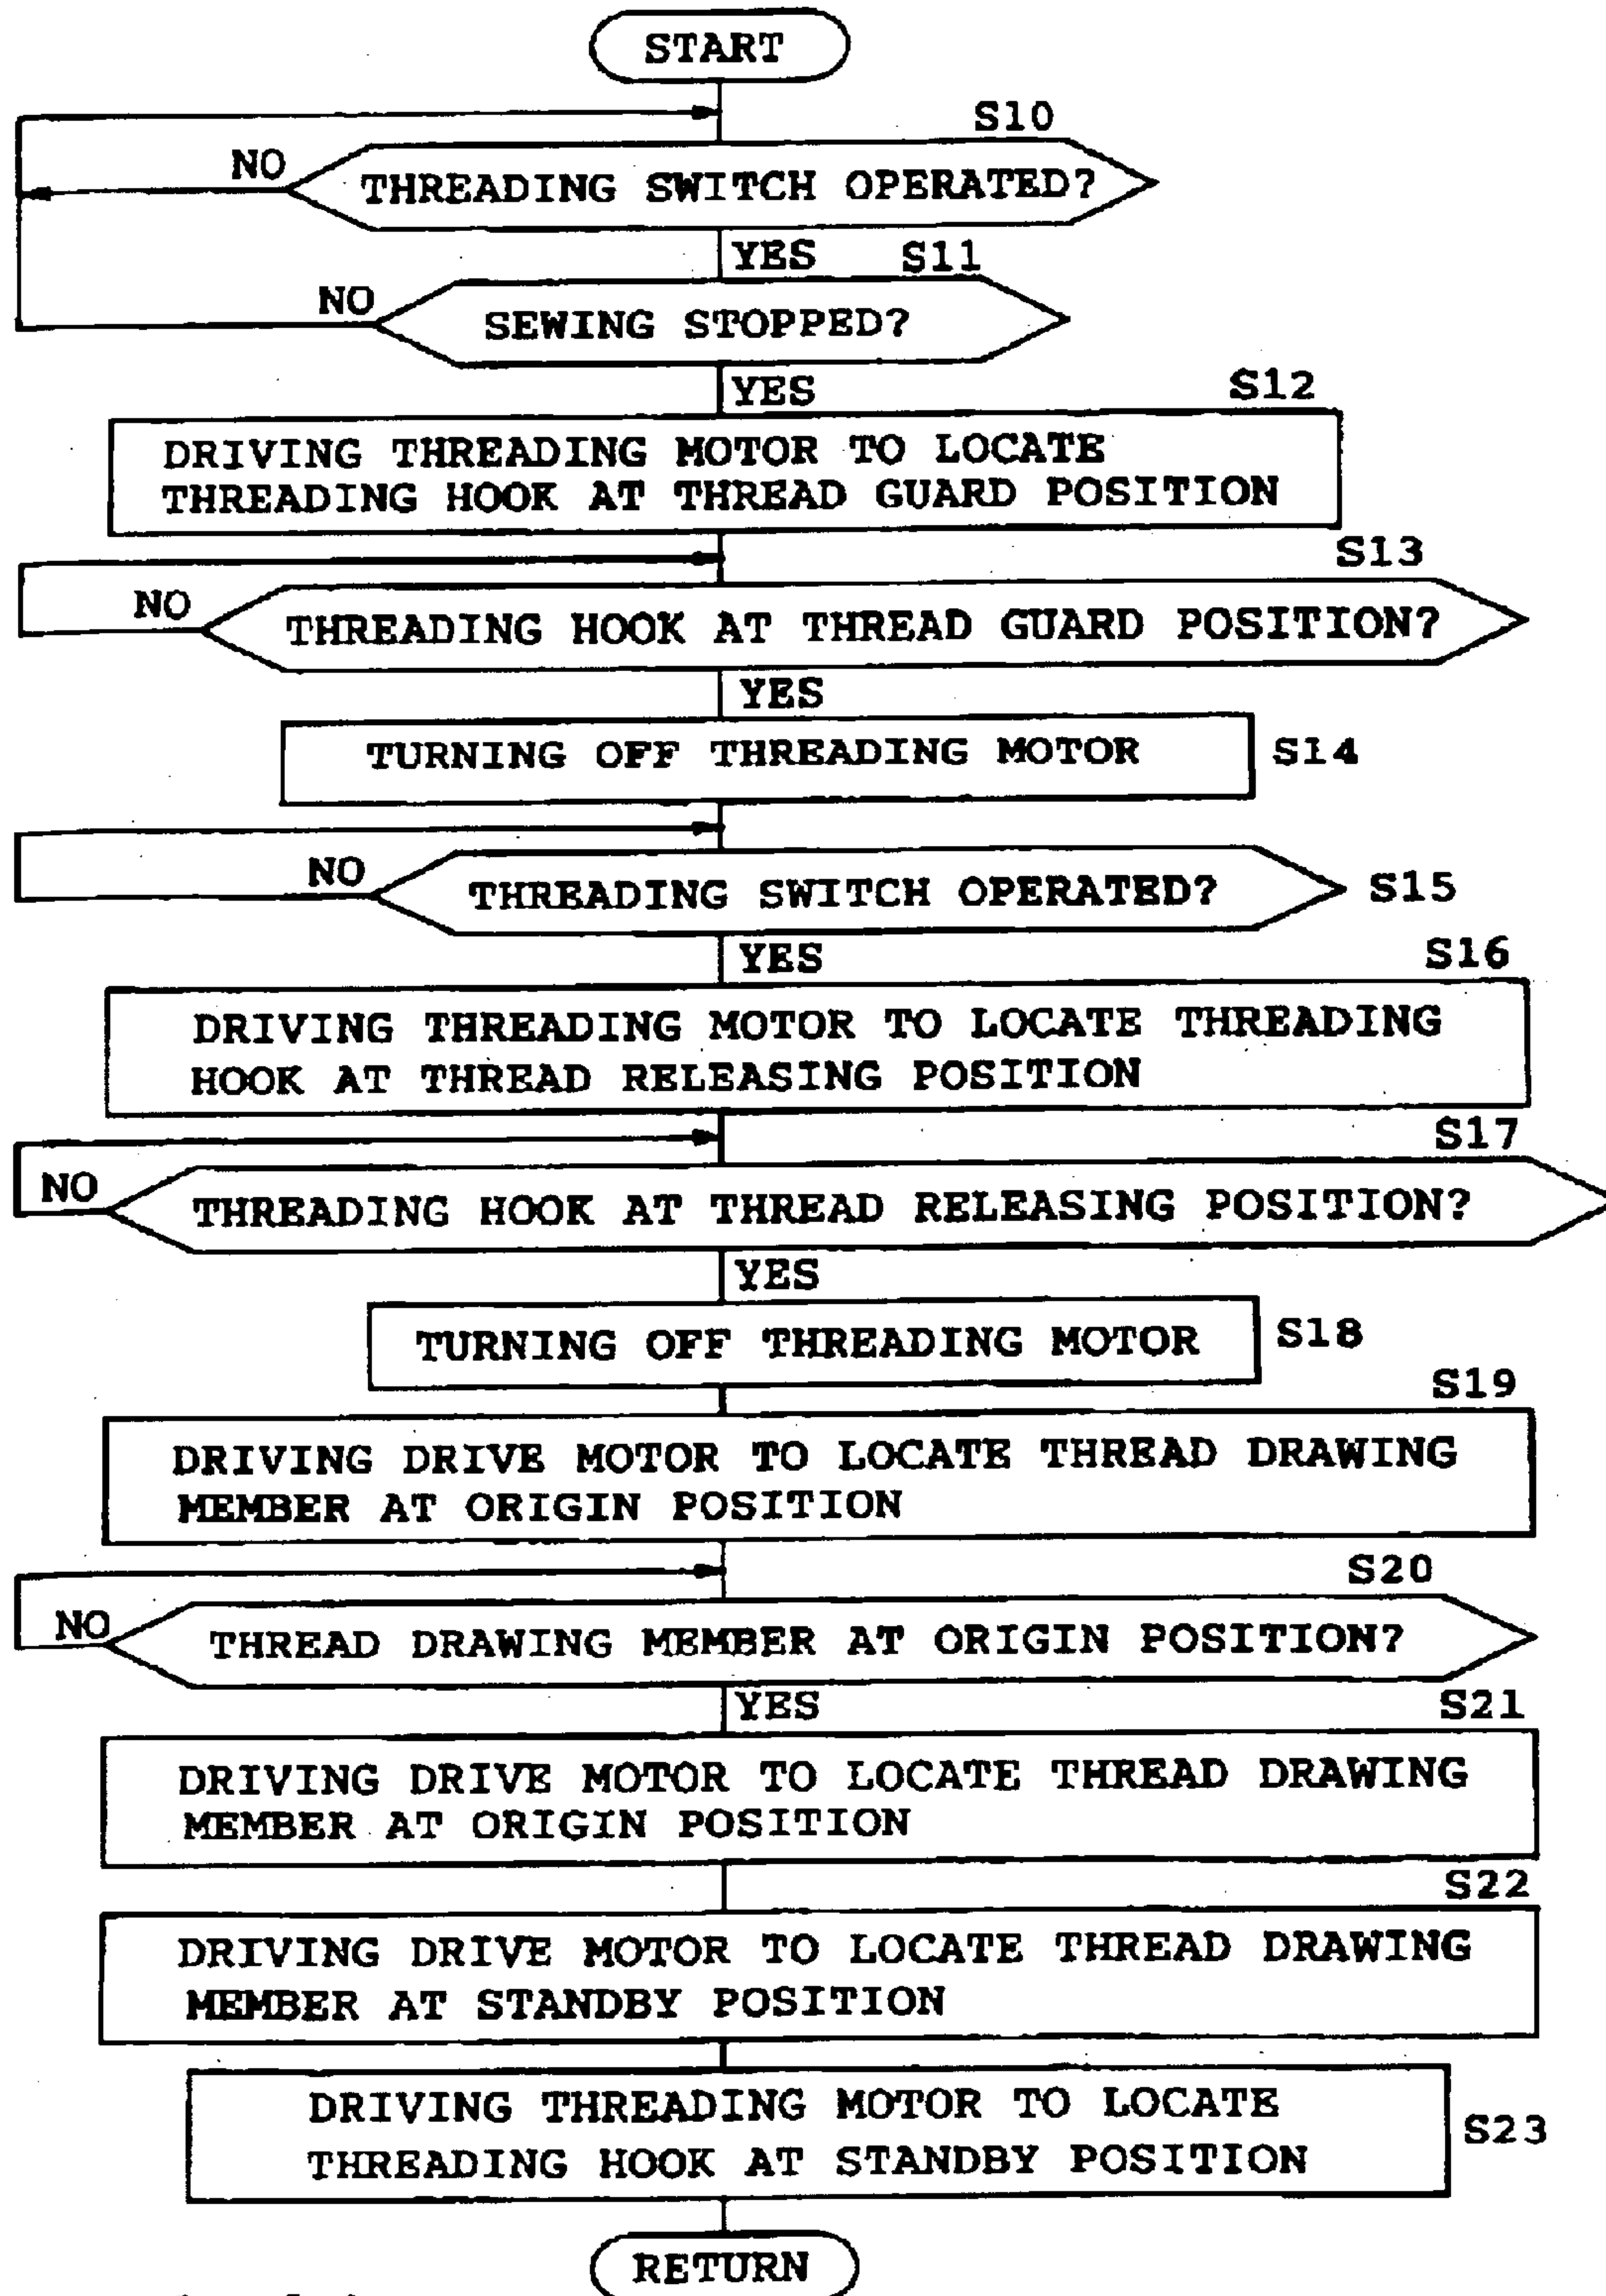 START
S10
NO
THREADING SWITCH OPERATED?
YES
S11
NO
SEWING STOPPED?
YES
S12
DRIVING THREADING MOTOR TO LOCATE
THREADING HOOK AT THREAD GUARD POSITION
S13
NO
THREADING HOOK AT THREAD GUARD POSITION?
YES
TURNING OFF THREADING MOTOR
S14
NO
THREADING SWITCH OPERATED?
S15
YES
S16
DRIVING THREADING MOTOR TO LOCATE THREADING
HOOK AT THREAD RELEASING POSITION
S17
NO
THREADING HOOK AT THREAD RELEASING POSITION?
YES
TURNING OFF THREADING MOTOR
S18
S19
DRIVING DRIVE MOTOR TO LOCATE THREAD DRAWING
MEMBER AT ORIGIN POSITION
S20
NO
THREAD DRAWING MEMBER AT ORIGIN POSITION?
YES
S21
DRIVING DRIVE MOTOR TO LOCATE THREAD DRAWING
MEMBER AT ORIGIN POSITION
S22
DRIVING DRIVE MOTOR TO LOCATE THREAD DRAWING
MEMBER AT STANDBY POSITION
DRIVING THREADING MOTOR TO LOCATE
THREADING HOOK AT STANDBY POSITION
S23
RETURN